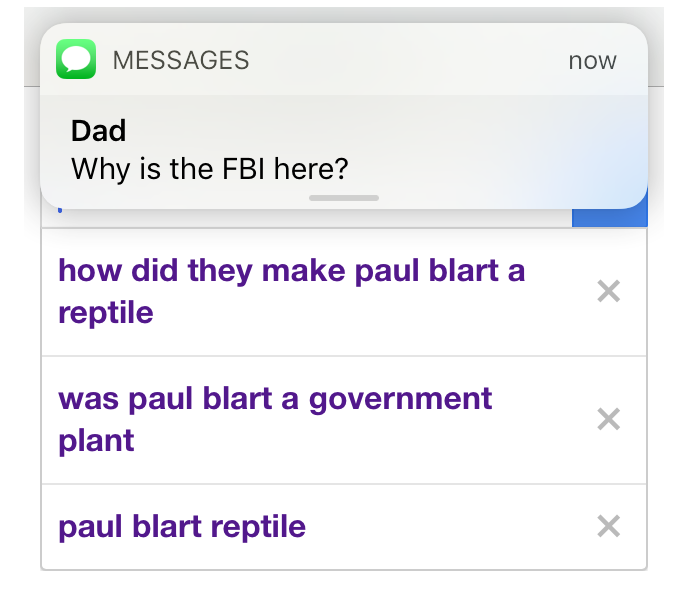 MESSAGES now
Dad
Why is the FBI here?
how did they make paul blart a
reptile
was paul blart a government
plant
paul blart reptile